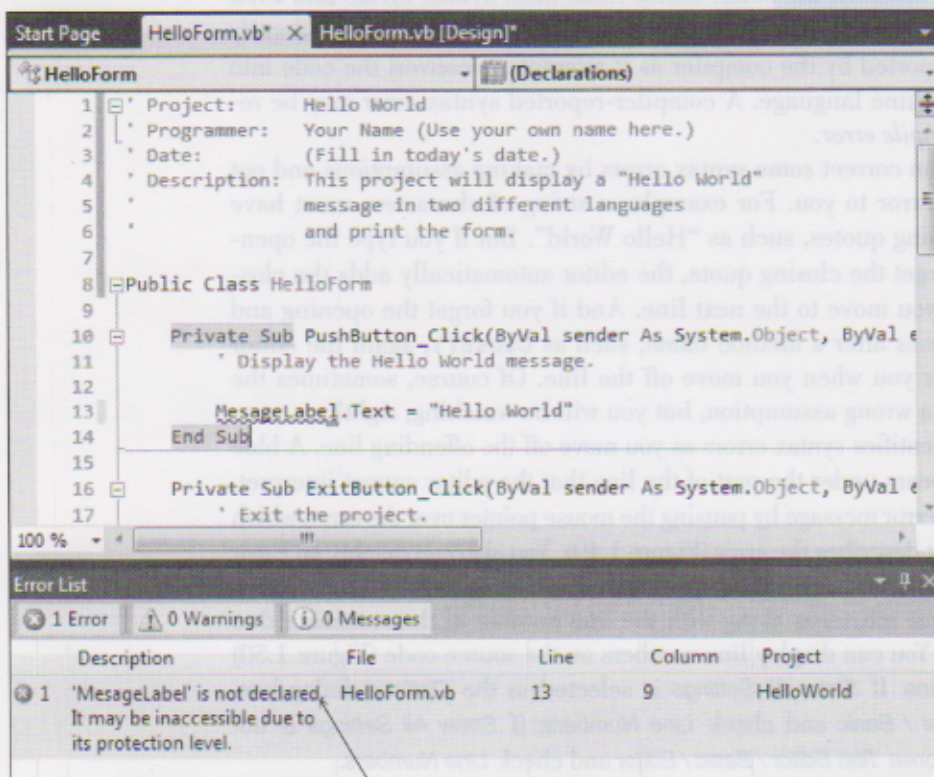 Start Page HelloForm.vb* × HelloForm.vb [Design]*
HelloForm (Declarations)
1 ' Project: Hello World
2 ' Programmer: Your Name (Use your own name here.)
3 ' Date: (Fill in today's date.)
4 ' Description: This project will display a "Hello World"
5 ' message in two different languages
6 ' and print the form.
7
8 Public Class HelloForm
9
10 Private Sub PushButton_Click(ByVal sender As System.Object, ByVal e
11 ' Display the Hello World message.
12
13 MesageLabel.Text = "Hello World"
14 End Sub
15
16 Private Sub ExitButton_Click(ByVal sender As System.Object, ByVal e
17 ' Exit the project.
100 %
Error List
1 Error 0 Warnings 0 Messages
Description File Line Column Project
1 'MesageLabel' is not declared. HelloForm.vb 13 9 HelloWorld
It may be inaccessible due to
its protection level.